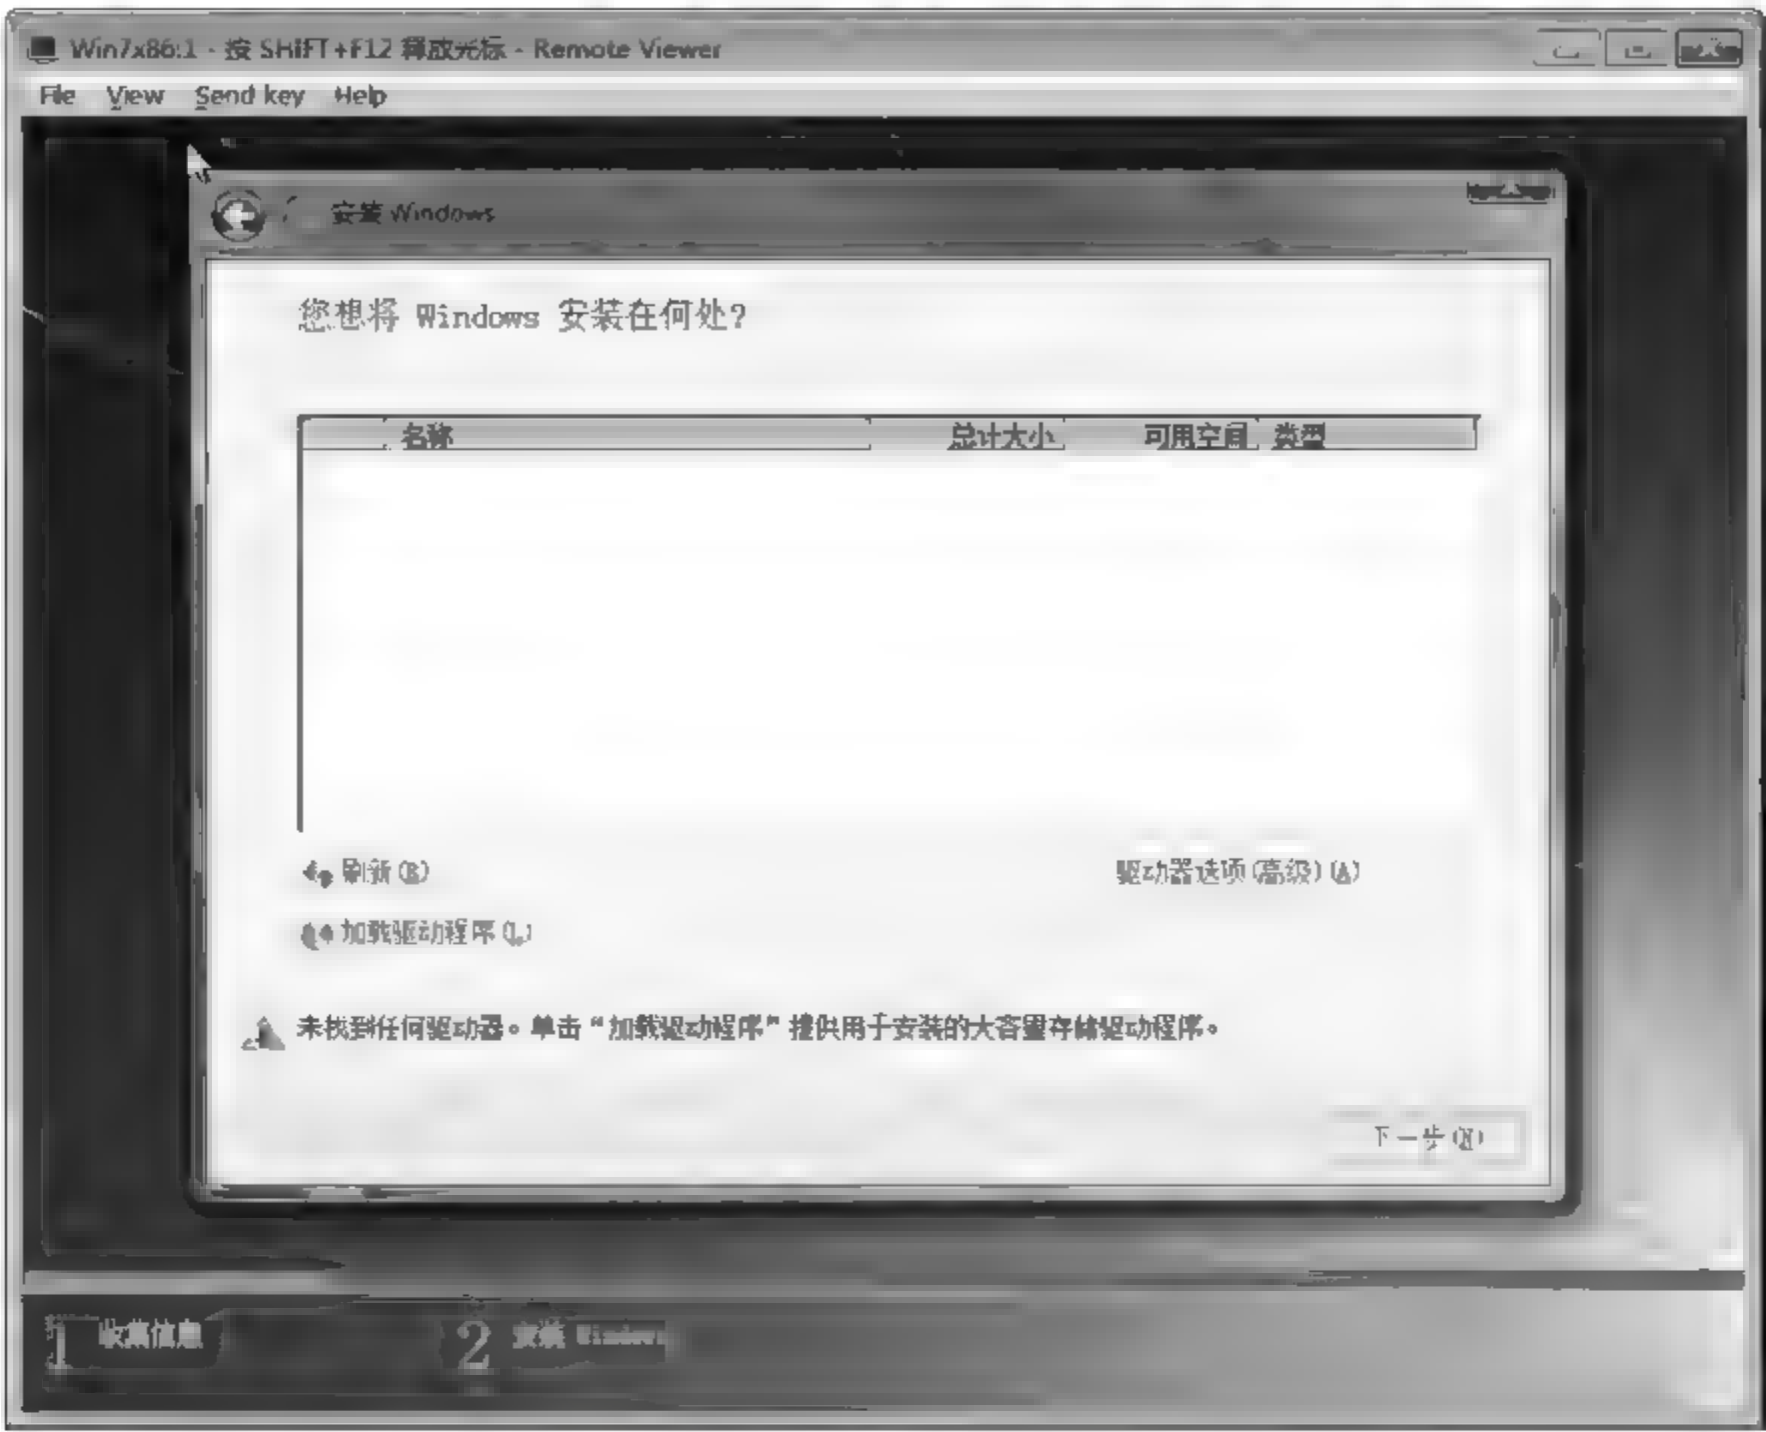 Win7x86:1 - 按 SHIFT+F12 释放光标 - Remote Viewer
File View Send key Help
安装 Windows
您想将 Windows 安装在何处?
名称 总计大小 可用空间 类型
刷新(R) 驱动器选项(高级)(A)
加载驱动程序(L)
未找到任何驱动器。单击“加载驱动程序”提供用于安装的大容量存储驱动程序。
下一步(N)
1 收集信息 2 安装 Windows